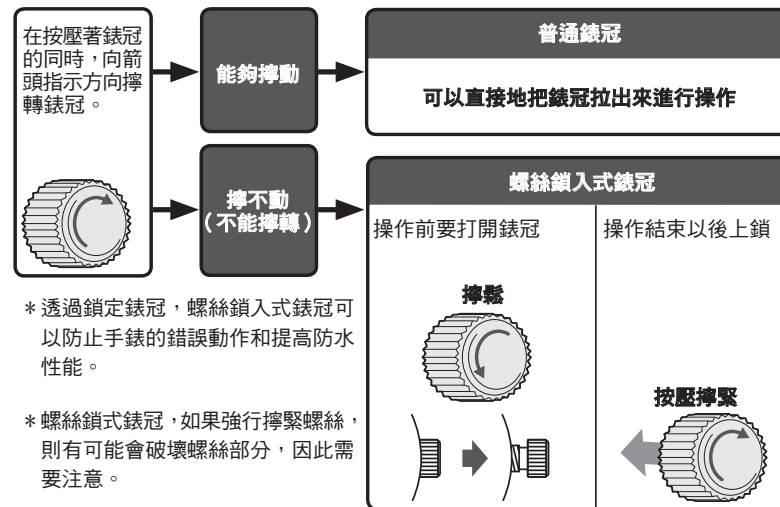 在按壓著錶冠
的同時，向箭
頭指示方向擰
轉錶冠。
能夠擰動
普通錶冠
可以直接地把錶冠拉出來進行操作
擰不動
（不能擰轉）
螺絲鎖入式錶冠
操作前要打開錶冠
擰鬆
操作結束以後上鎖
按壓擰緊
＊透過鎖定錶冠，螺絲鎖入式錶冠可
以防止手錶的錯誤動作和提高防水
性能。
＊螺絲鎖式錶冠，如果強行擰緊螺絲，
則有可能會破壞螺絲部分，因此需
要注意。